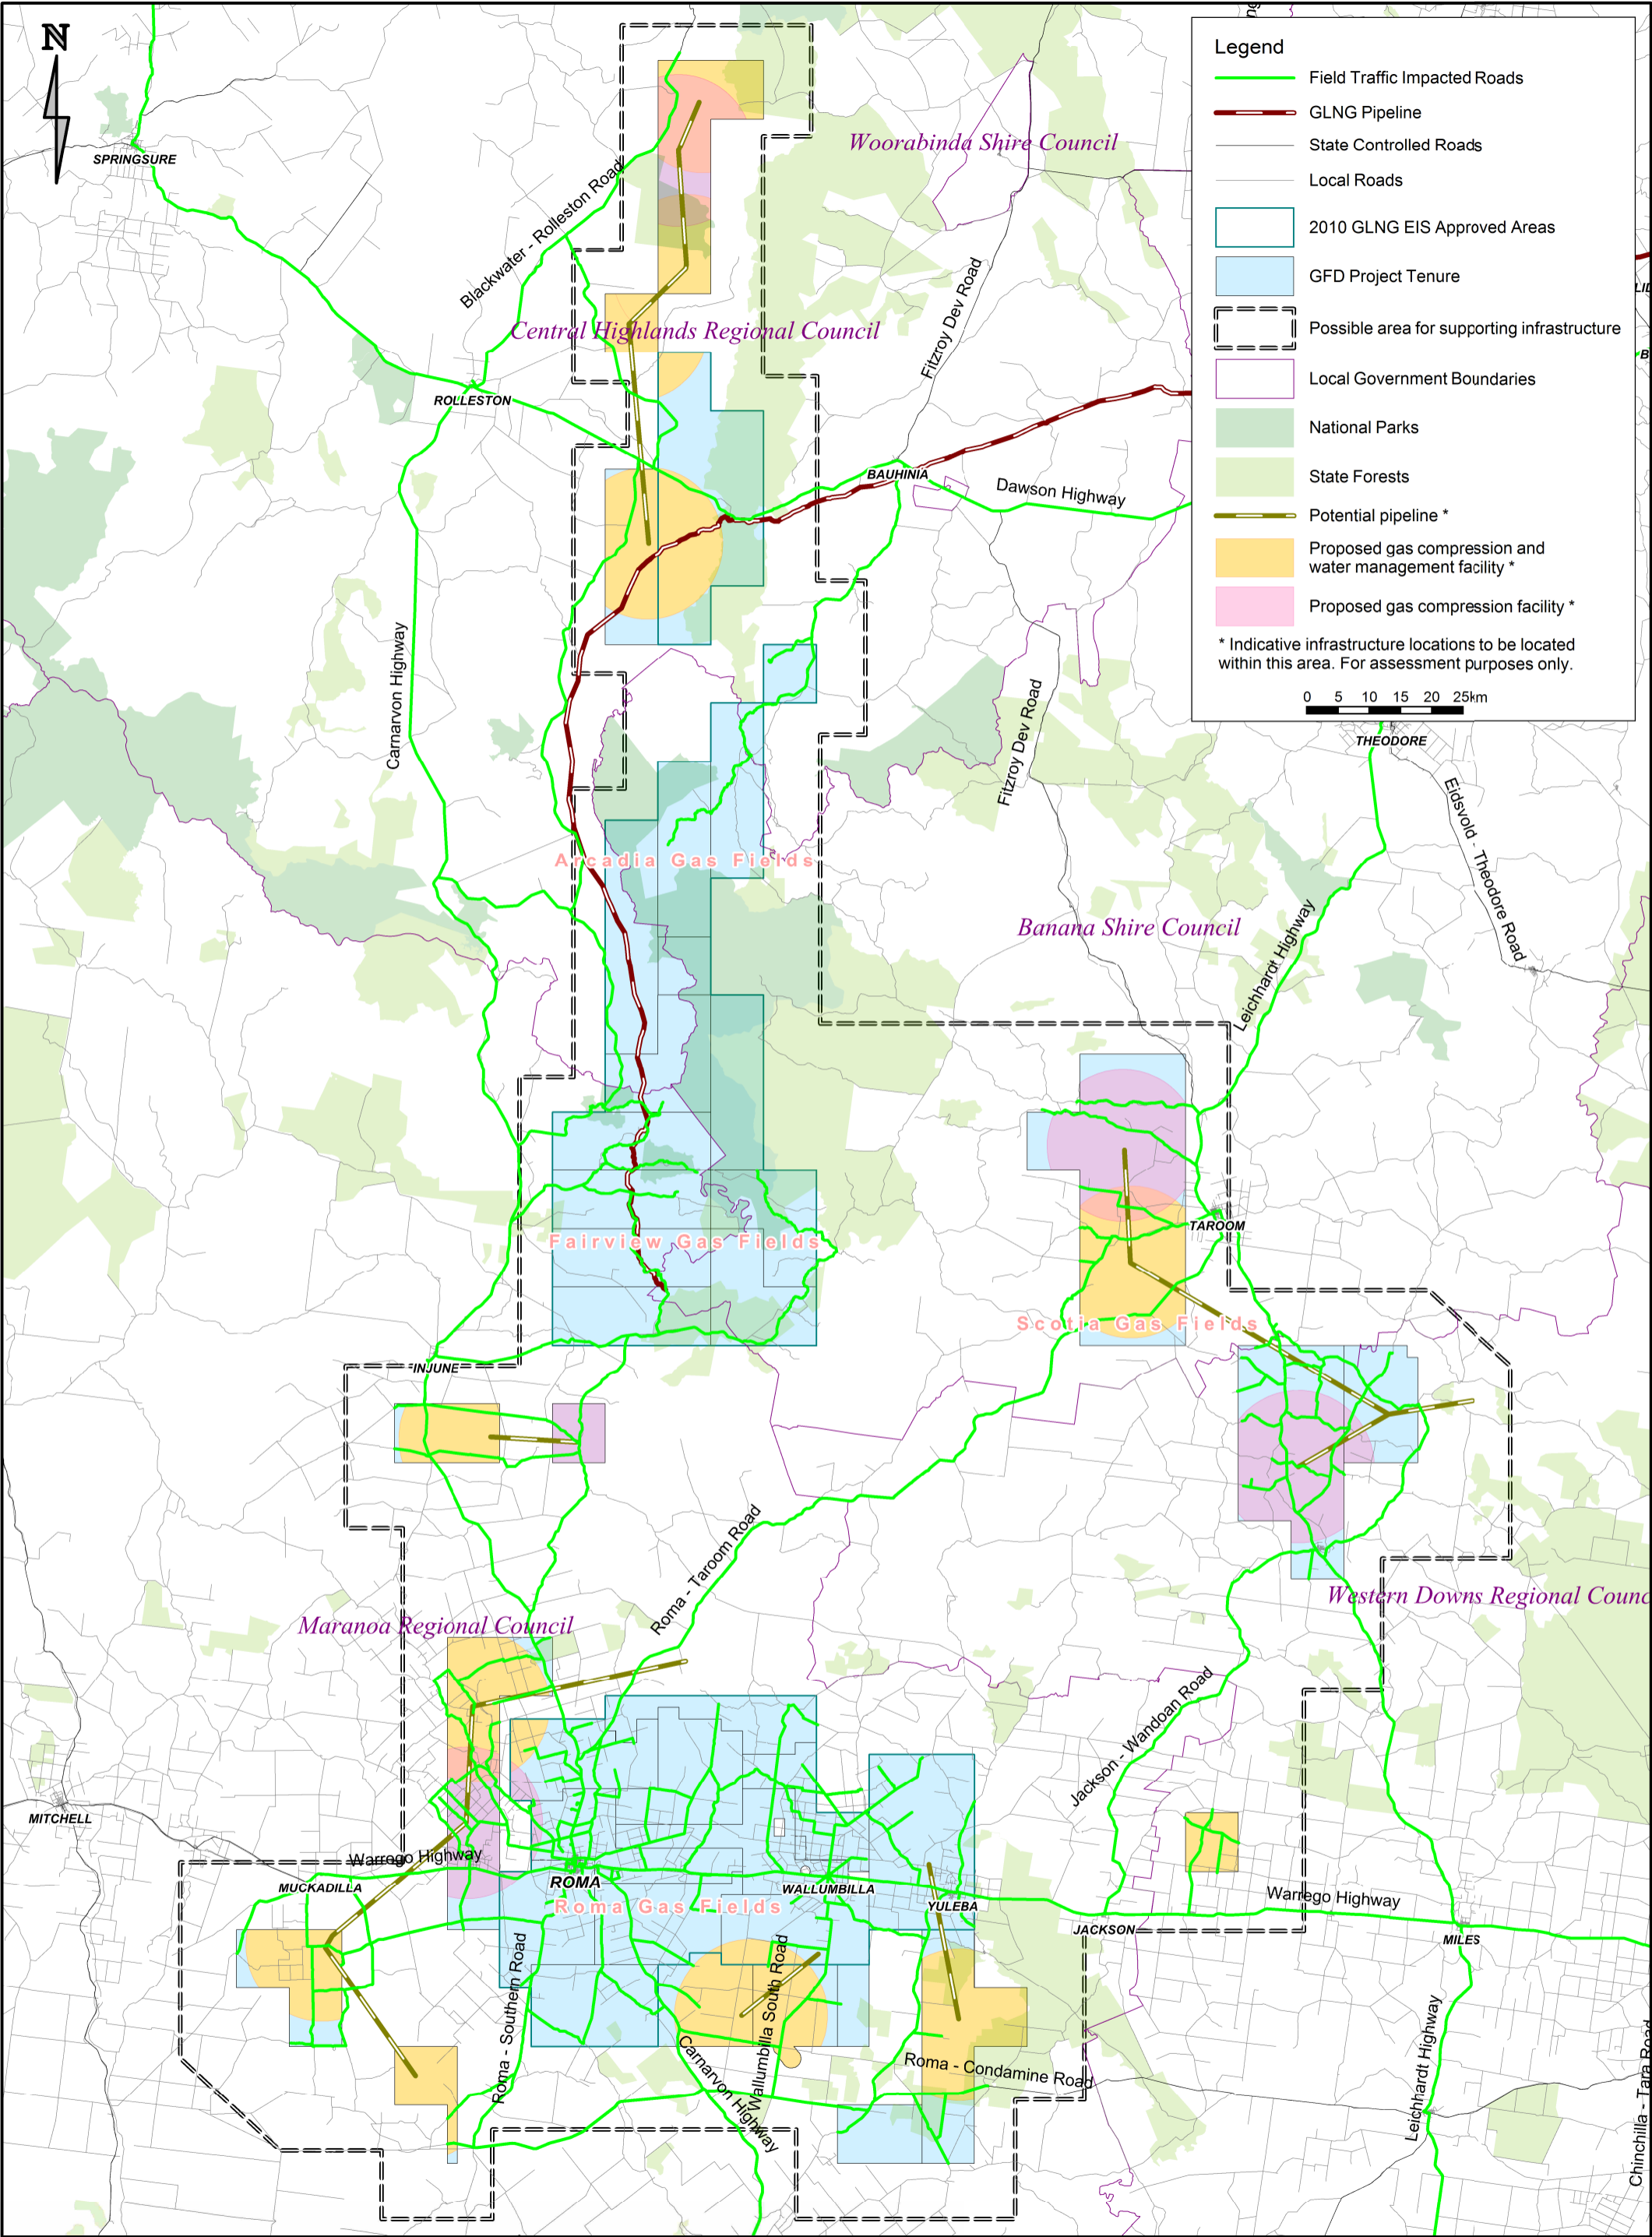 N
Legend
Field Traffic Impacted Roads
GLNG Pipeline
State Controlled Roads
Local Roads
2010 GLNG EIS Approved Areas
GFD Project Tenure
Possible area for supporting infrastructure
Local Government Boundaries
National Parks
State Forests
Potential pipeline *
Proposed gas compression and
water management facility *
Proposed gas compression facility *
* Indicative infrastructure locations to be located
within this area. For assessment purposes only.
0 5 10 15 20 25km
SPRINGSURE
Woorabinda Shire Council
Blackwater - Rolleston Road
Central Highlands Regional Council
Fitzroy Dev Road
ROLLESTON
BAUHINIA
Dawson Highway
Carnarvon Highway
Fitzroy Dev Road
THEODORE
Eidsvold - Theodore Road
Arcadia Gas Fields
Banana Shire Council
Leichhardt Highway
TAROOM
Fairview Gas Fields
Scotia Gas Fields
INJUNE
Roma - Taroom Road
Western Downs Regional Counc
Maranoa Regional Council
Jackson - Wandoan Road
MITCHELL
Warrego Highway
MUCKADILLA
ROMA
WALLUMBILLA
Roma Gas Fields
YULEBA
JACKSON
Warrego Highway
MILES
Roma - Southern Road
Wallumbilla South Road
Carnarvon Highway
Roma - Condamine Road
Leichhardt Highway
Chinchilla - Tara Road